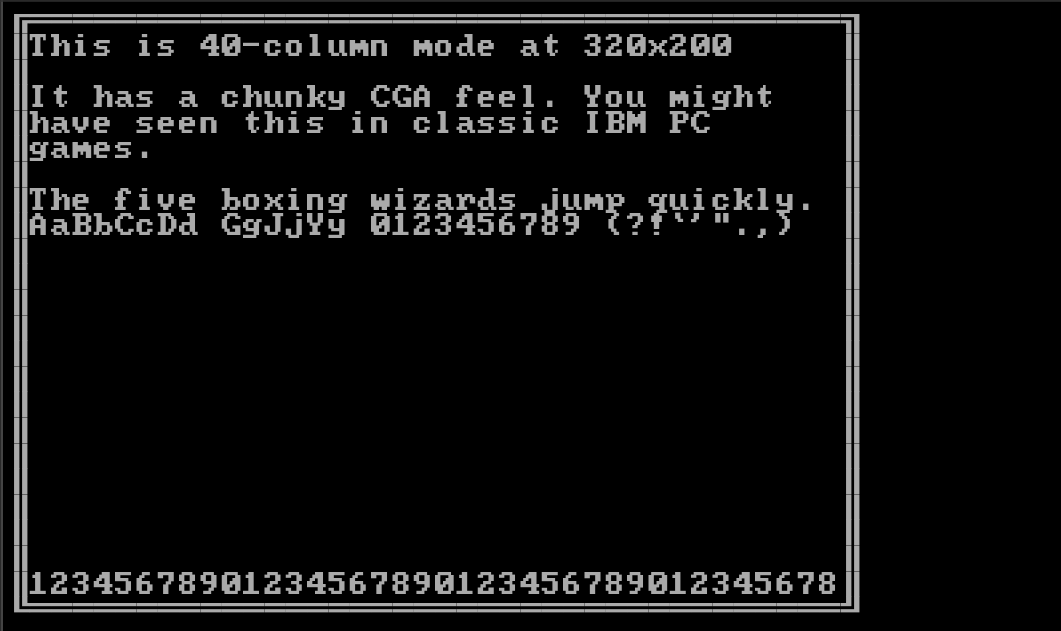 This is 40-column mode at 320x200
It has a chunky CGA feel. You might
have seen this in classic IBM PC
games.
The five boxing wizards jump quickly.
AaBbCcDd GgJjYy 0123456789 (?!‘’".,)
12345678901234567890123456789012345678